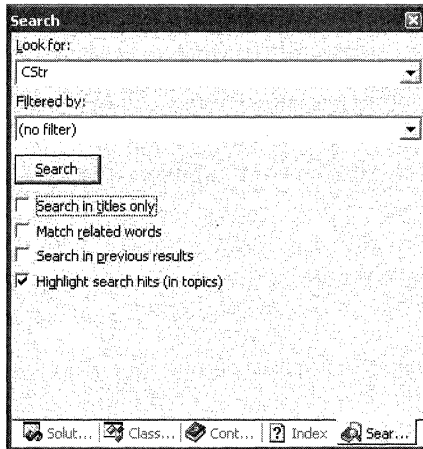 Search
Look for:
CStr
Filtered by:
(no filter)
Search
Search in titles only
Match related words
Search in previous results
Highlight search hits (in topics)
Solut... Class... Cont... Index Sear...